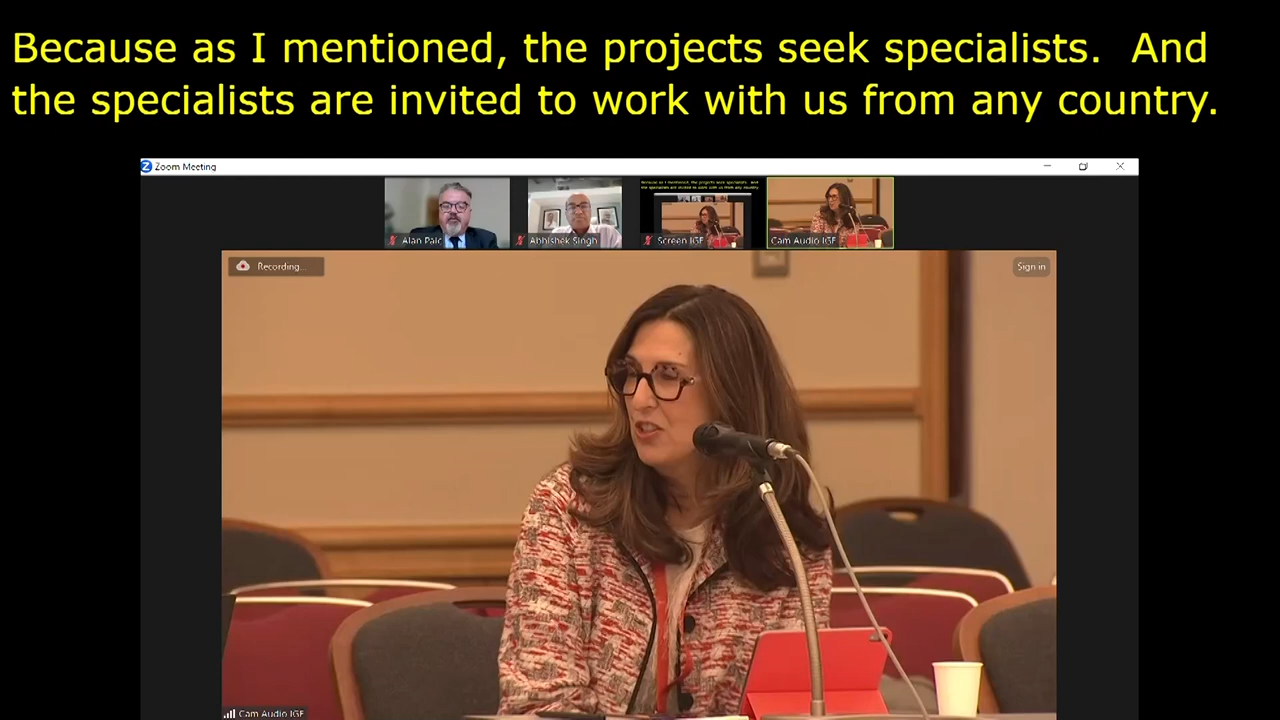 Because as I mentioned, the projects seek specialists. And
the specialists are invited to work with us from any country.
Zoom Meeting
Alan Paic
Abhishek Singh
Screen IGF
Cam Audio IGF
Recording...
Sign in
Cam Audio IGF